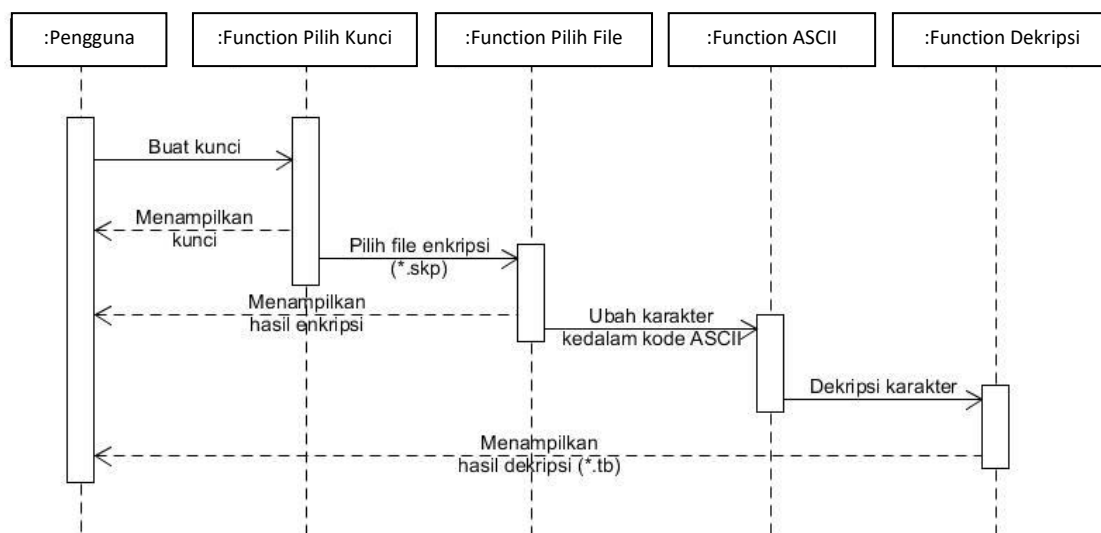 :Pengguna
:Function Pilih Kunci
:Function Pilih File
:Function ASCII
:Function Dekripsi
Buat kunci
Menampilkan
kunci
Pilih file enkripsi
(*.skp)
Menampilkan
hasil enkripsi
Ubah karakter
kedalam kode ASCII
Dekripsi karakter
Menampilkan
hasil dekripsi (*.tb)